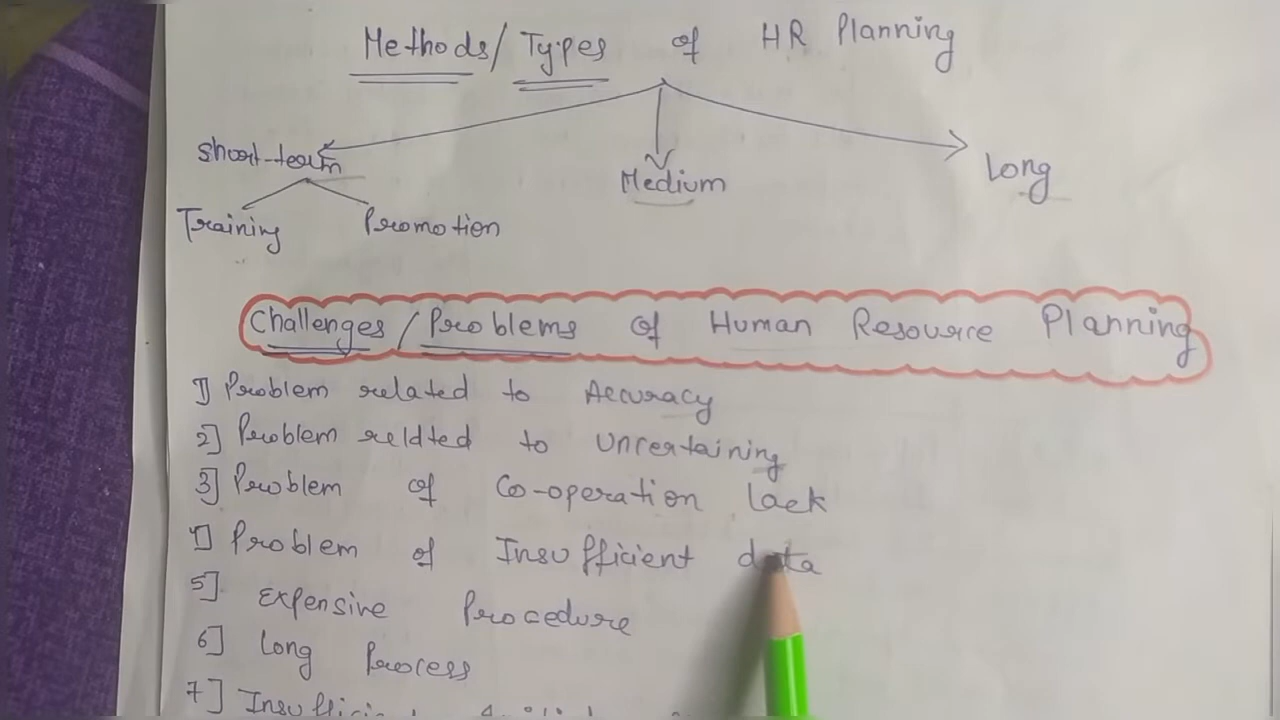 Methods/Types of HR Planning
Short-term
Medium
Long
Training
Promotion
Challenges/Problems of Human Resource Planning
1] Problem related to Accuracy
2] Problem reldted to Uncertaining
3] Problem of Co-operation lack
4] Problem of Insufficient data
5] Expensive Procedure
6] Long Process
7] Insufficient